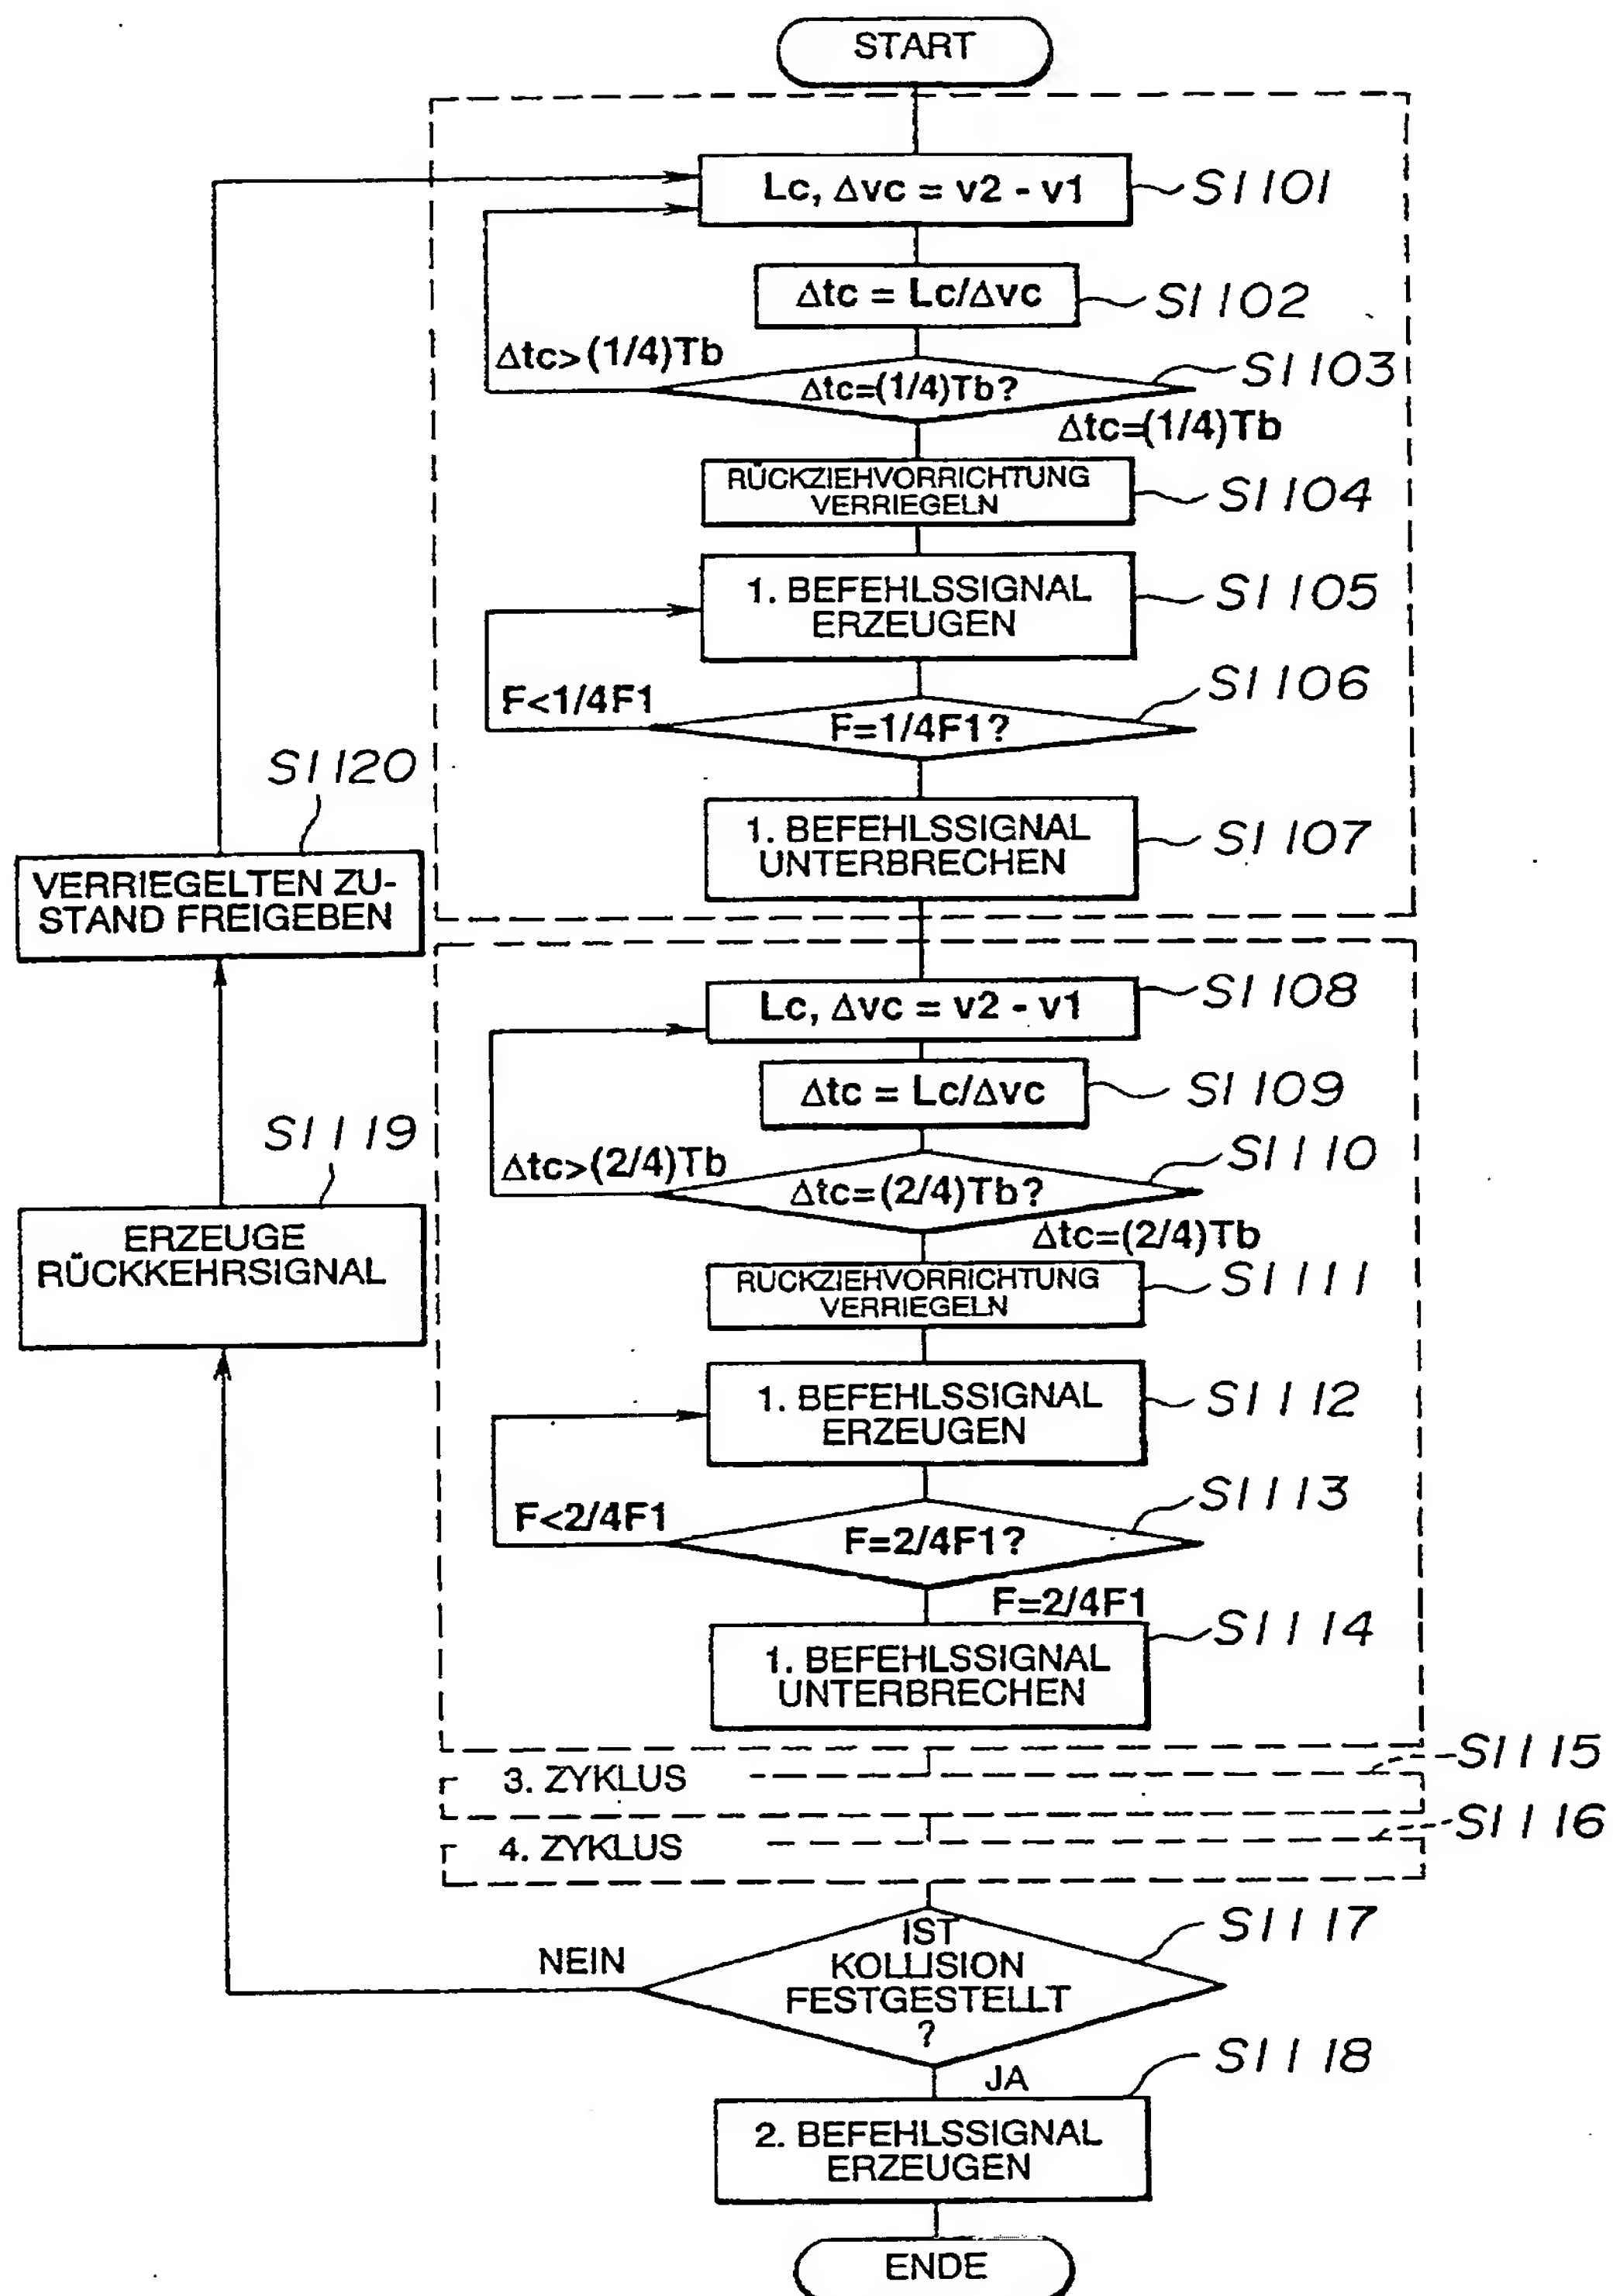 START
Lc, Δvc = v2 - v1
S1101
Δtc = Lc/Δvc
S1102
Δtc>(1/4)Tb
Δtc=(1/4)Tb?
S1103
Δtc=(1/4)Tb
RÜCKZIEHVORRICHTUNG
VERRIEGELN
S1104
1. BEFEHLSSIGNAL
ERZEUGEN
S1105
F<1/4F1
F=1/4F1?
S1106
S1120
1. BEFEHLSSIGNAL
UNTERBRECHEN
S1107
VERRIEGELTEN ZU-
STAND FREIGEBEN
Lc, Δvc = v2 - v1
S1108
Δtc = Lc/Δvc
S1109
S1119
Δtc>(2/4)Tb
Δtc=(2/4)Tb?
S1110
Δtc=(2/4)Tb
ERZEUGE
RÜCKKEHRSIGNAL
RUCKZIEHVORRICHTUNG
VERRIEGELN
S1111
1. BEFEHLSSIGNAL
ERZEUGEN
S1112
F<2/4F1
F=2/4F1?
S1113
F=2/4F1
1. BEFEHLSSIGNAL
UNTERBRECHEN
S1114
3. ZYKLUS
S1115
4. ZYKLUS
S1116
NEIN
IST
KOLLISION
FESTGESTELLT
?
S1117
JA
2. BEFEHLSSIGNAL
ERZEUGEN
S1118
ENDE